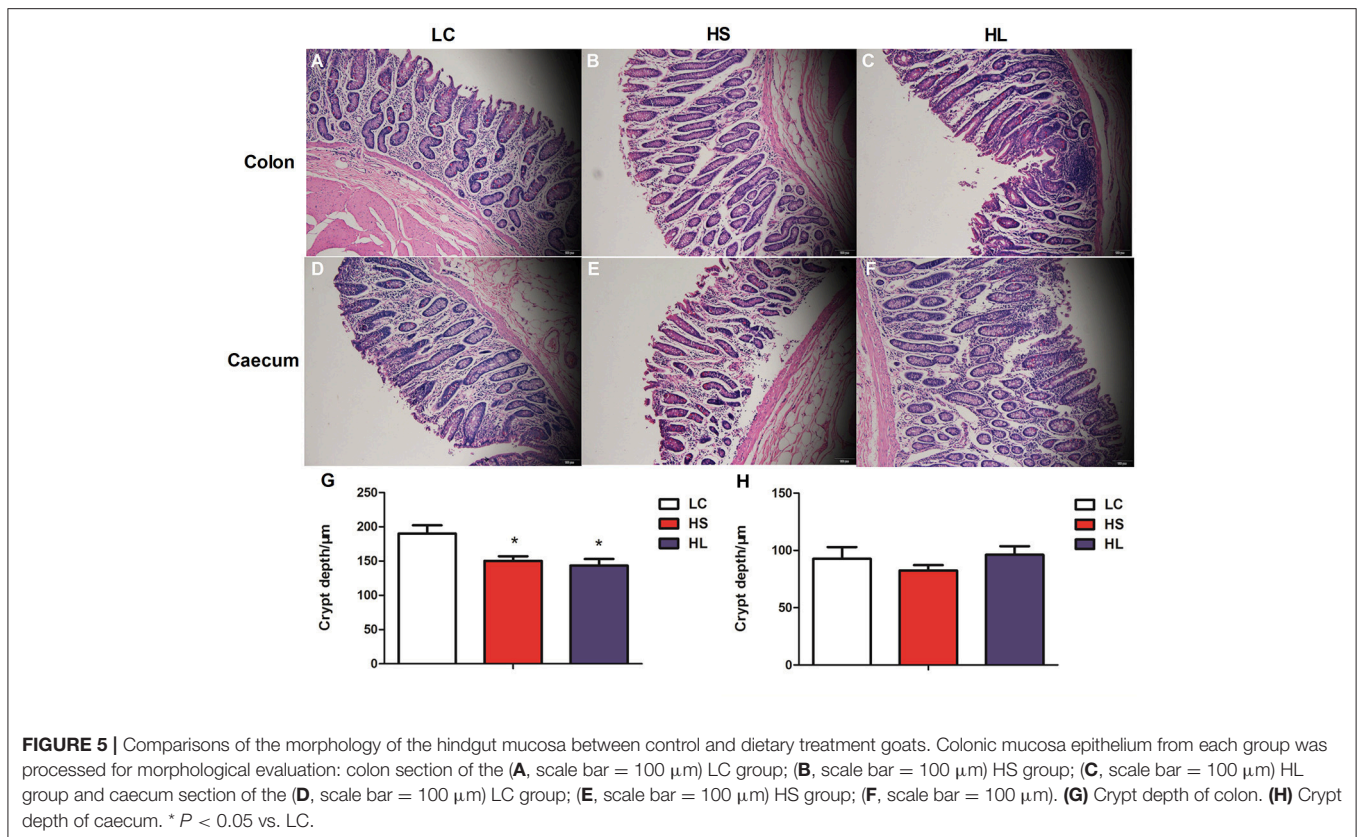 LC HS HL
A B C
Colon
D E F
Caecum
G
Crypt depth/µm
250
200
150
100
50
0
* *
LC
HS
HL
H
Crypt depth/µm
150
100
50
0
LC
HS
HL
FIGURE 5 | Comparisons of the morphology of the hindgut mucosa between control and dietary treatment goats. Colonic mucosa epithelium from each group was
processed for morphological evaluation: colon section of the (A, scale bar = 100 µm) LC group; (B, scale bar = 100 µm) HS group; (C, scale bar = 100 µm) HL
group and caecum section of the (D, scale bar = 100 µm) LC group; (E, scale bar = 100 µm) HS group; (F, scale bar = 100 µm). (G) Crypt depth of colon. (H) Crypt
depth of caecum. * P < 0.05 vs. LC.